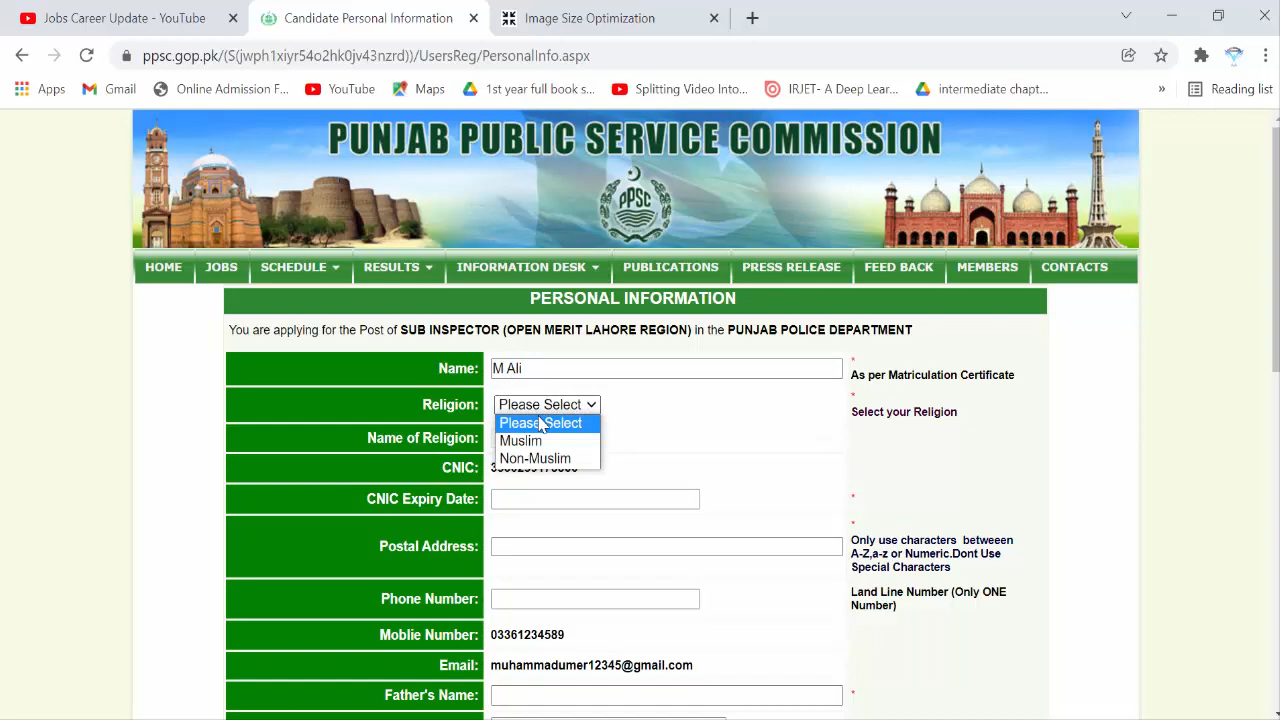 Jobs Career Update - YouTube
Candidate Personal Information
Image Size Optimization
ppsc.gop.pk/(S(jwph1xiyr54o2hk0jv43nzrd))/UsersReg/PersonalInfo.aspx
Apps Gmail Online Admission F... YouTube Maps 1st year full book s... Splitting Video Into... IRJET- A Deep Lear... intermediate chapt... » Reading list
PUNJAB PUBLIC SERVICE COMMISSION
PPSC
HOME JOBS SCHEDULE RESULTS INFORMATION DESK PUBLICATIONS PRESS RELEASE FEED BACK MEMBERS CONTACTS
PERSONAL INFORMATION
You are applying for the Post of SUB INSPECTOR (OPEN MERIT LAHORE REGION) in the PUNJAB POLICE DEPARTMENT
Name: M Ali *
As per Matriculation Certificate
Religion: Please Select *
Select your Religion
Please Select
Muslim
Non-Muslim
Name of Religion:
CNIC:
CNIC Expiry Date: *
Postal Address: *
Only use characters betweeen
A-Z,a-z or Numeric.Dont Use
Special Characters
Phone Number:
Land Line Number (Only ONE
Number)
Moblie Number: 03361234589
Email: muhammadumer12345@gmail.com
Father's Name: *